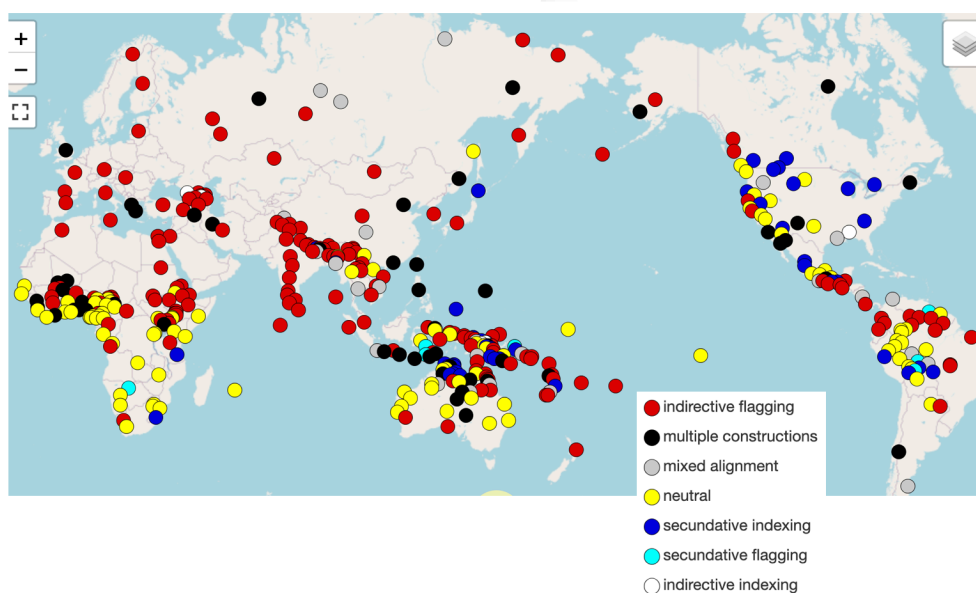 +
−
indirective flagging
multiple constructions
mixed alignment
neutral
secundative indexing
secundative flagging
indirective indexing